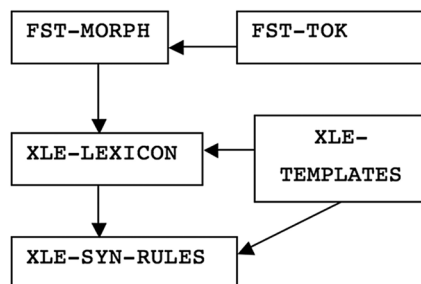 FST-MORPH
FST-TOK
XLE-LEXICON
XLE-
TEMPLATES
XLE-SYN-RULES